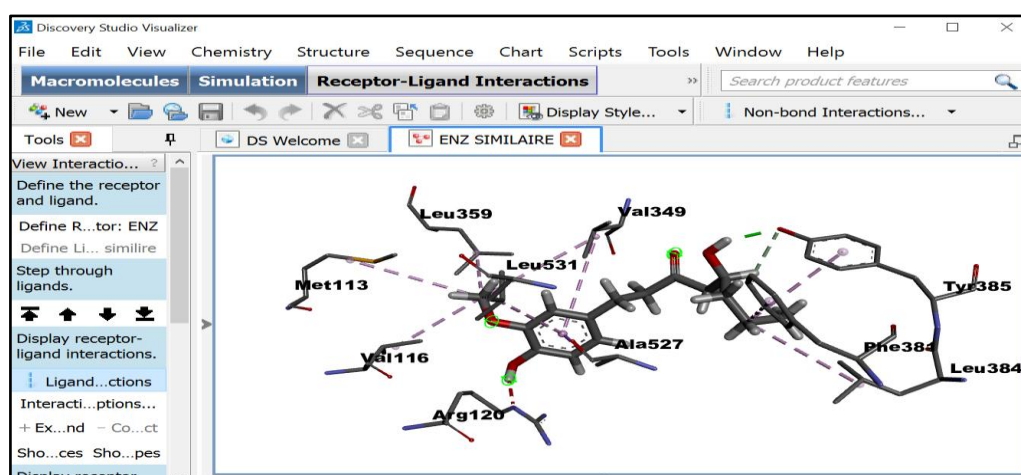 Discovery Studio Visualizer
File Edit View Chemistry Structure Sequence Chart Scripts Tools Window Help
Macromolecules Simulation Receptor-Ligand Interactions » Search product features
New Display Style... Non-bond Interactions...
Tools DS Welcome ENZ SIMILAIRE
View Interactio... ?
Define the receptor
and ligand.
Define R...tor: ENZ
Define Li... similire
Step through
ligands.
Display receptor-
ligand interactions.
Ligand...ctions
Interacti...ptions...
+ Ex...nd - Co...ct
Sho...ces Sho...pes
Leu359
Val349
Leu531
Met113
Tyr385
Val116
Ala527
Leu384
Arg120